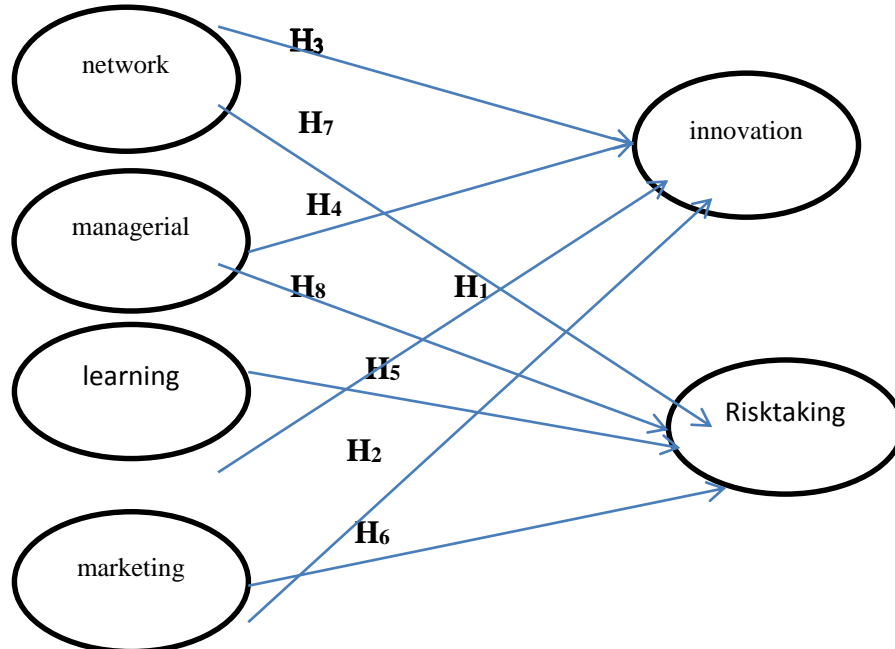 network
H₃
innovation
H₇
managerial
H₄
H₈
H₁
learning
H₅
Risktaking
H₂
marketing
H₆